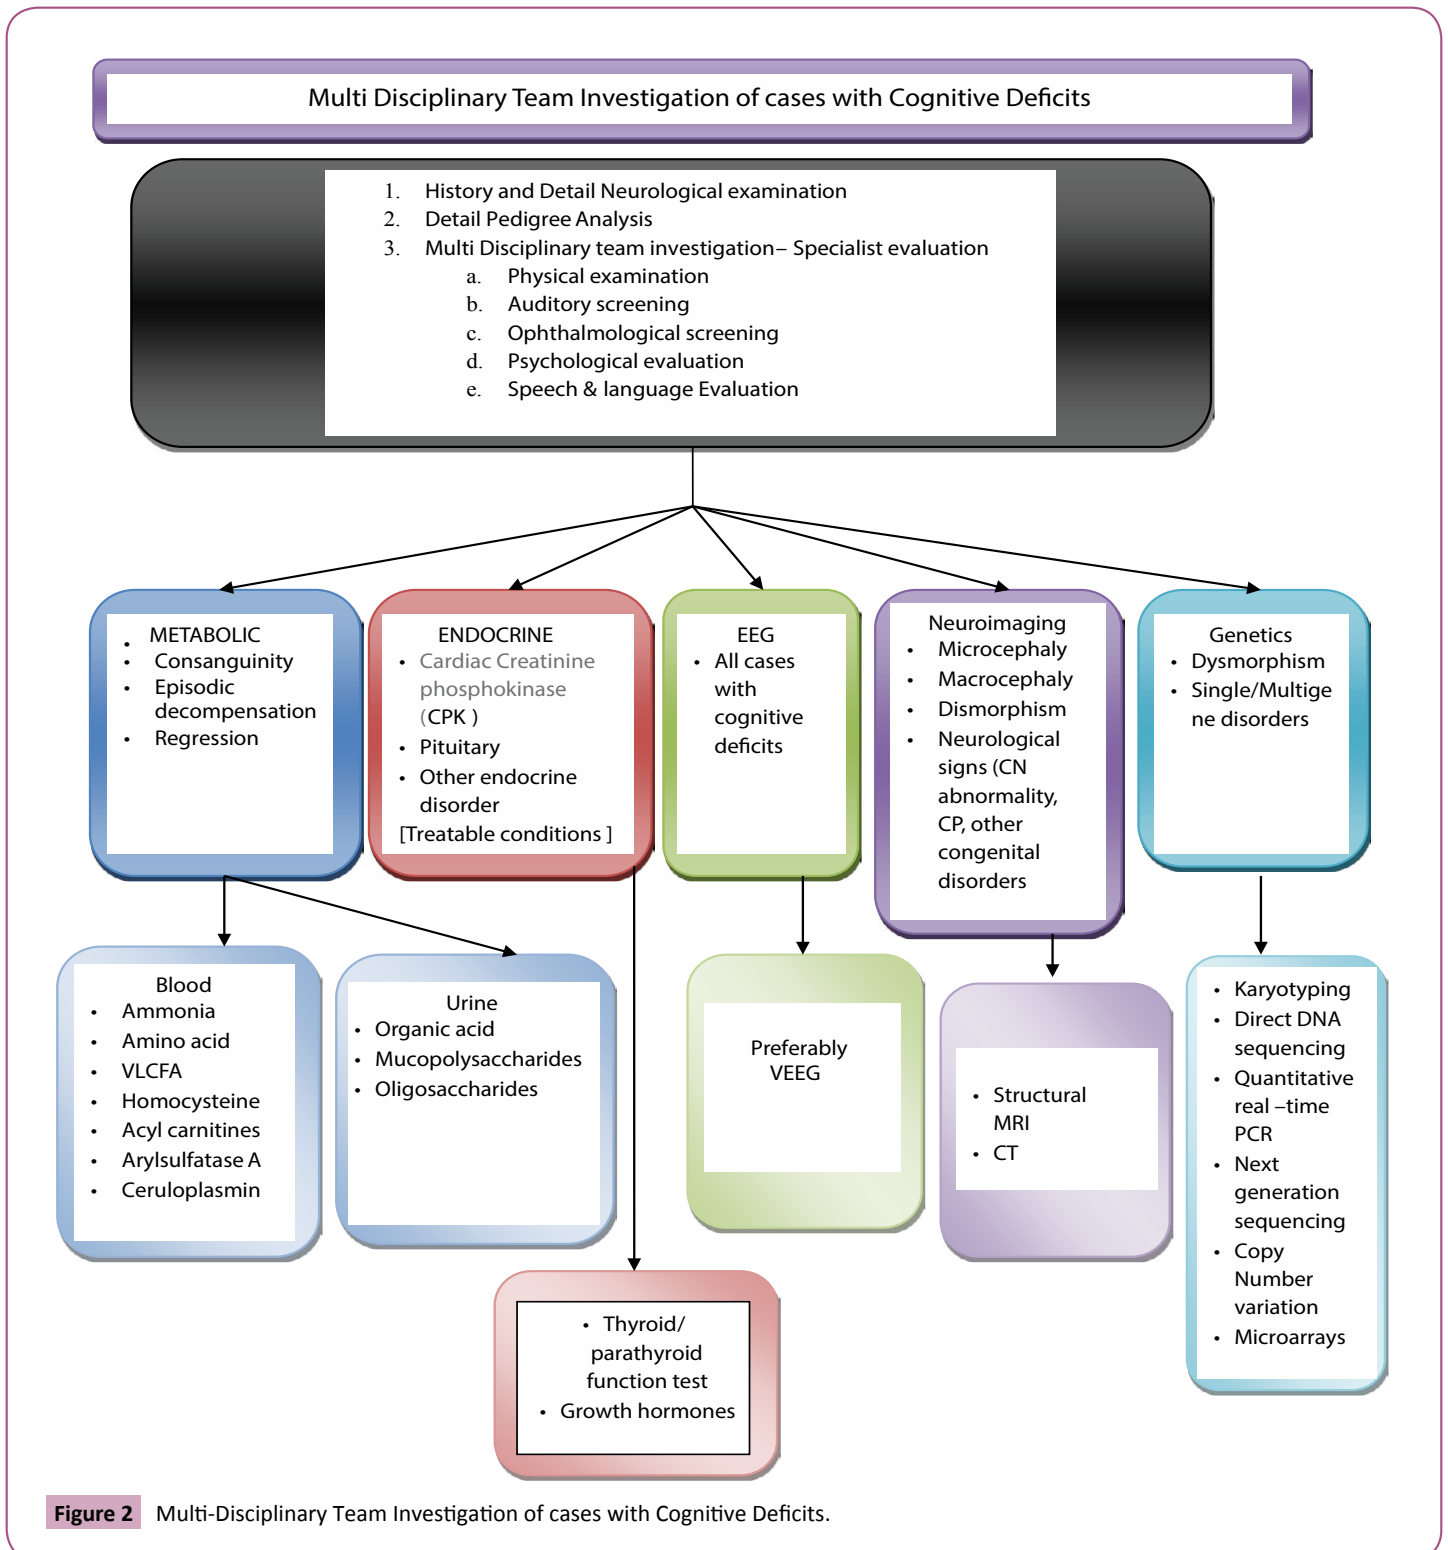 Multi Disciplinary Team Investigation of cases with Cognitive Deficits
1. History and Detail Neurological examination
2. Detail Pedigree Analysis
3. Multi Disciplinary team investigation– Specialist evaluation
a. Physical examination
b. Auditory screening
c. Ophthalmological screening
d. Psychological evaluation
e. Speech & language Evaluation
• METABOLIC
• Consanguinity
• Episodic
decompensation
• Regression
ENDOCRINE
• Cardiac Creatinine
phosphokinase
(CPK )
• Pituitary
• Other endocrine
disorder
[Treatable conditions ]
EEG
• All cases
with
cognitive
deficits
Neuroimaging
• Microcephaly
• Macrocephaly
• Dismorphism
• Neurological
signs (CN
abnormality,
CP, other
congenital
disorders
Genetics
• Dysmorphism
• Single/Multige
ne disorders
Blood
• Ammonia
• Amino acid
• VLCFA
• Homocysteine
• Acyl carnitines
• Arylsulfatase A
• Ceruloplasmin
Urine
• Organic acid
• Mucopolysaccharides
• Oligosaccharides
Preferably
VEEG
• Structural
MRI
• CT
• Karyotyping
• Direct DNA
sequencing
• Quantitative
real –time
PCR
• Next
generation
sequencing
• Copy
Number
variation
• Microarrays
• Thyroid/
parathyroid
function test
• Growth hormones
Figure 2 Multi-Disciplinary Team Investigation of cases with Cognitive Deficits.